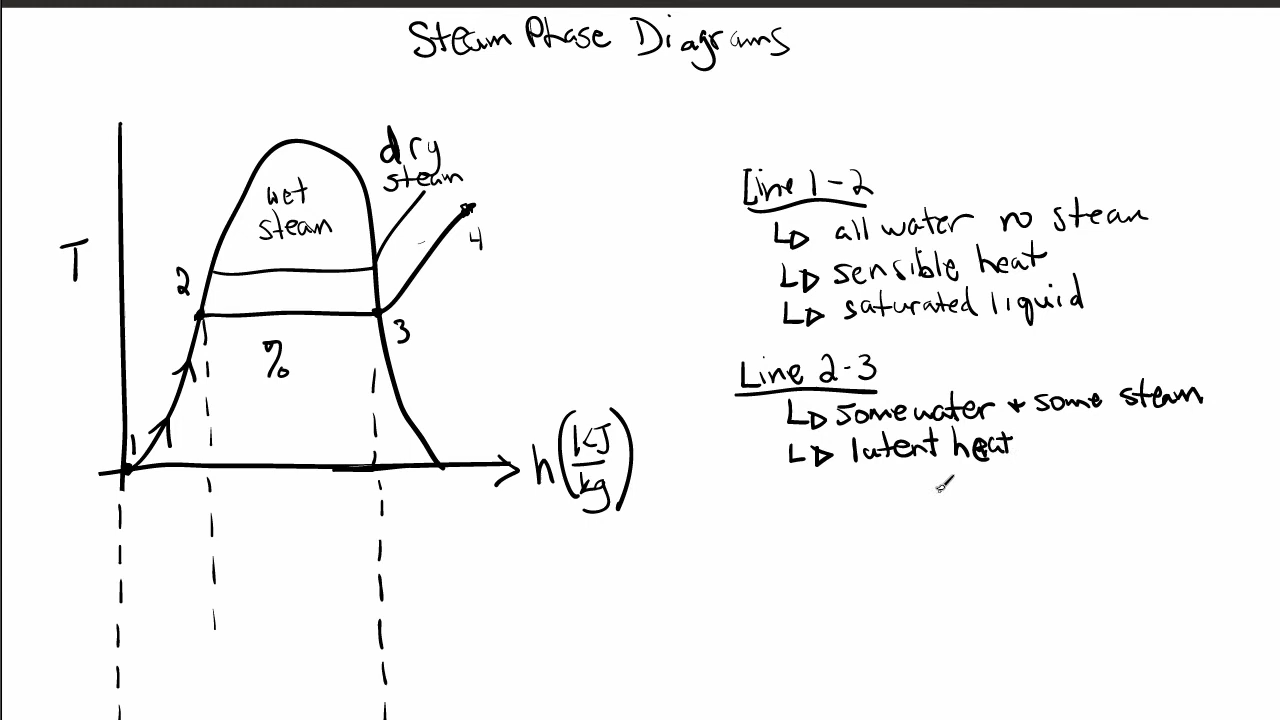 Steam Phase Diagrams
dry
steam
wet
steam
T
2
4
3
%
1
h (kJ/kg)
Line 1-2
all water no steam
sensible heat
saturated liquid
Line 2-3
some water + some steam
latent heat